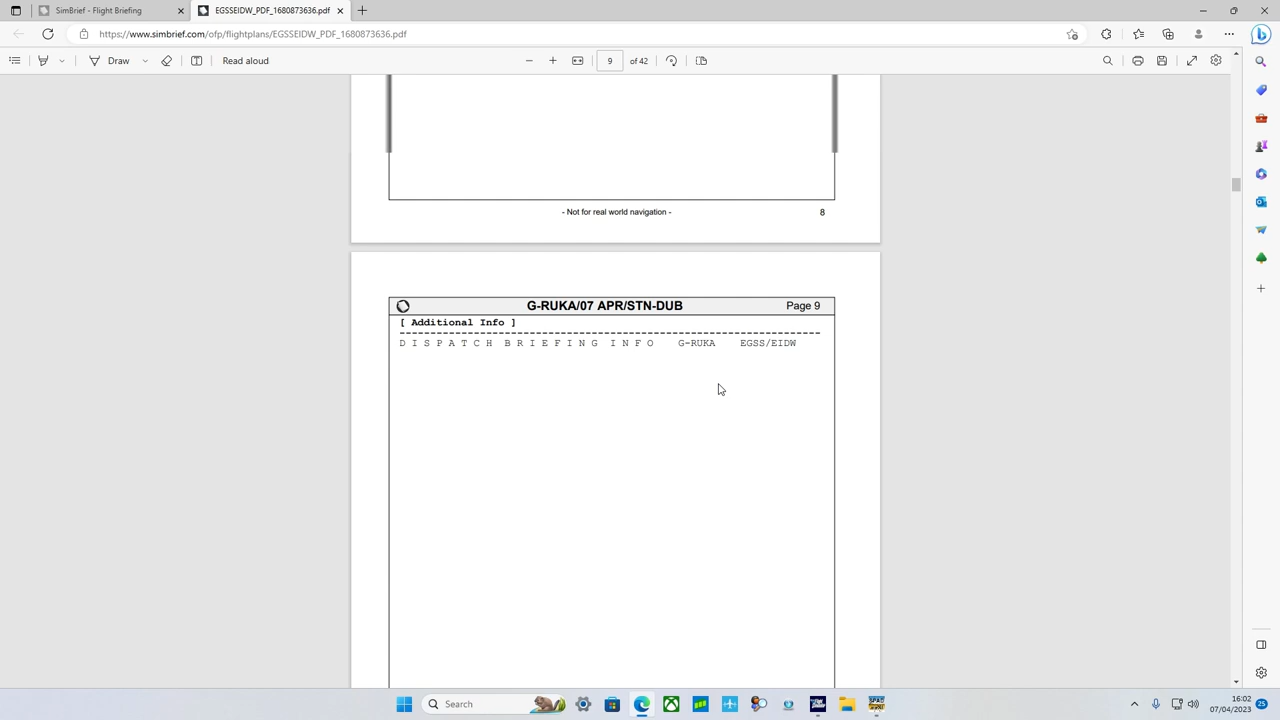 SimBrief - Flight Briefing
EGSSEIDW_PDF_1680873636.pdf
https://www.simbrief.com/ofp/flightplans/EGSSEIDW_PDF_1680873636.pdf
Draw
Read aloud
9 of 42
- Not for real world navigation -
8
G-RUKA/07 APR/STN-DUB
Page 9
[ Additional Info ]
--------------------------------------------------------------------
D I S P A T C H  B R I E F I N G  I N F O  G-RUKA  EGSS/EIDW
Search
16:02
07/04/2023
25